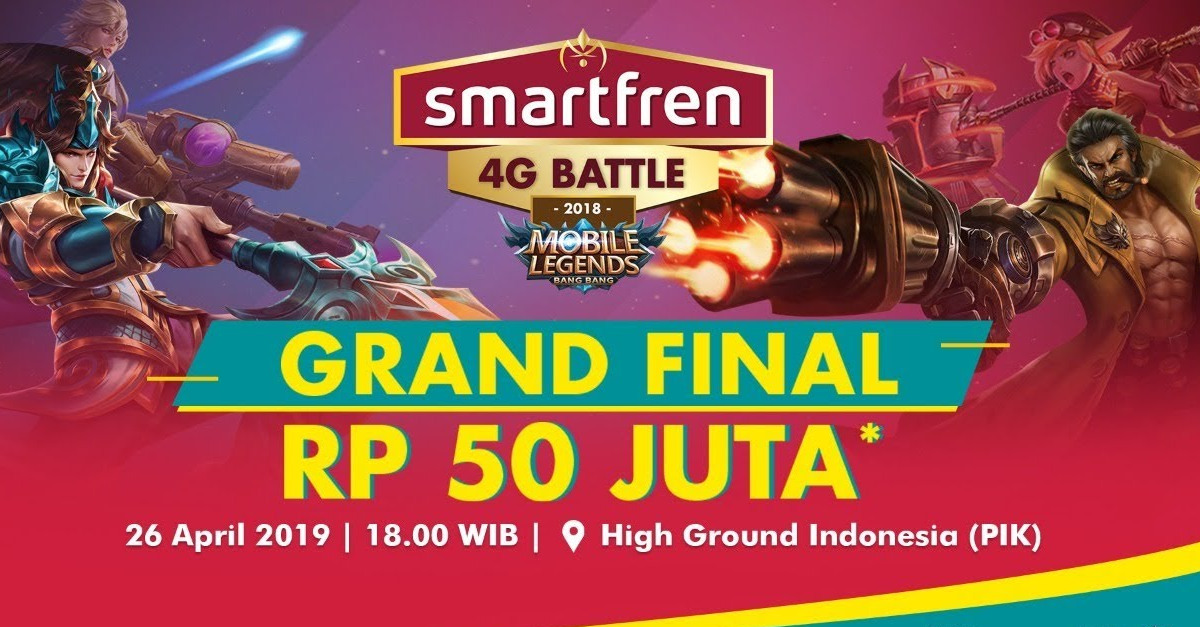 smartfren
4G BATTLE
- 2018 -
MOBILE
LEGENDS
BANG BANG
GRAND FINAL
RP 50 JUTA*
26 April 2019 | 18.00 WIB | High Ground Indonesia (PIK)